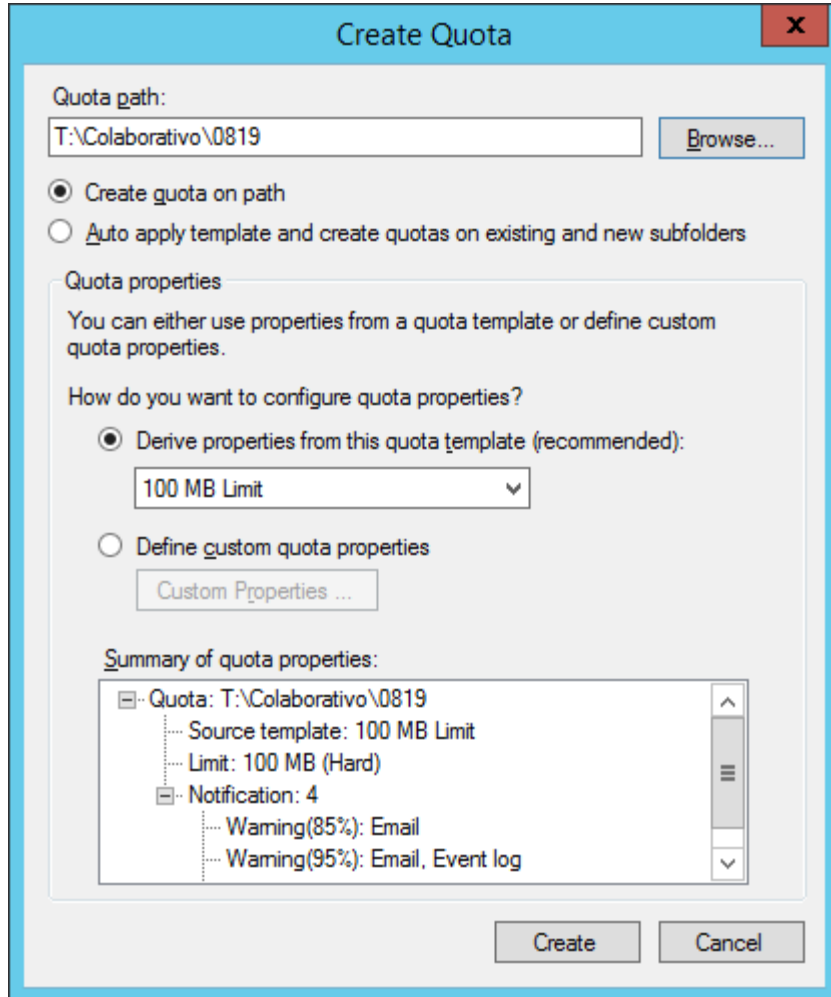 Create Quota
x
Quota path:
T:\Colaborativo\0819
Browse...
Create quota on path
Auto apply template and create quotas on existing and new subfolders
Quota properties
You can either use properties from a quota template or define custom
quota properties.
How do you want to configure quota properties?
Derive properties from this quota template (recommended):
100 MB Limit
Define custom quota properties
Custom Properties ...
Summary of quota properties:
Quota: T:\Colaborativo\0819
Source template: 100 MB Limit
Limit: 100 MB (Hard)
Notification: 4
Warning(85%): Email
Warning(95%): Email, Event log
Create
Cancel